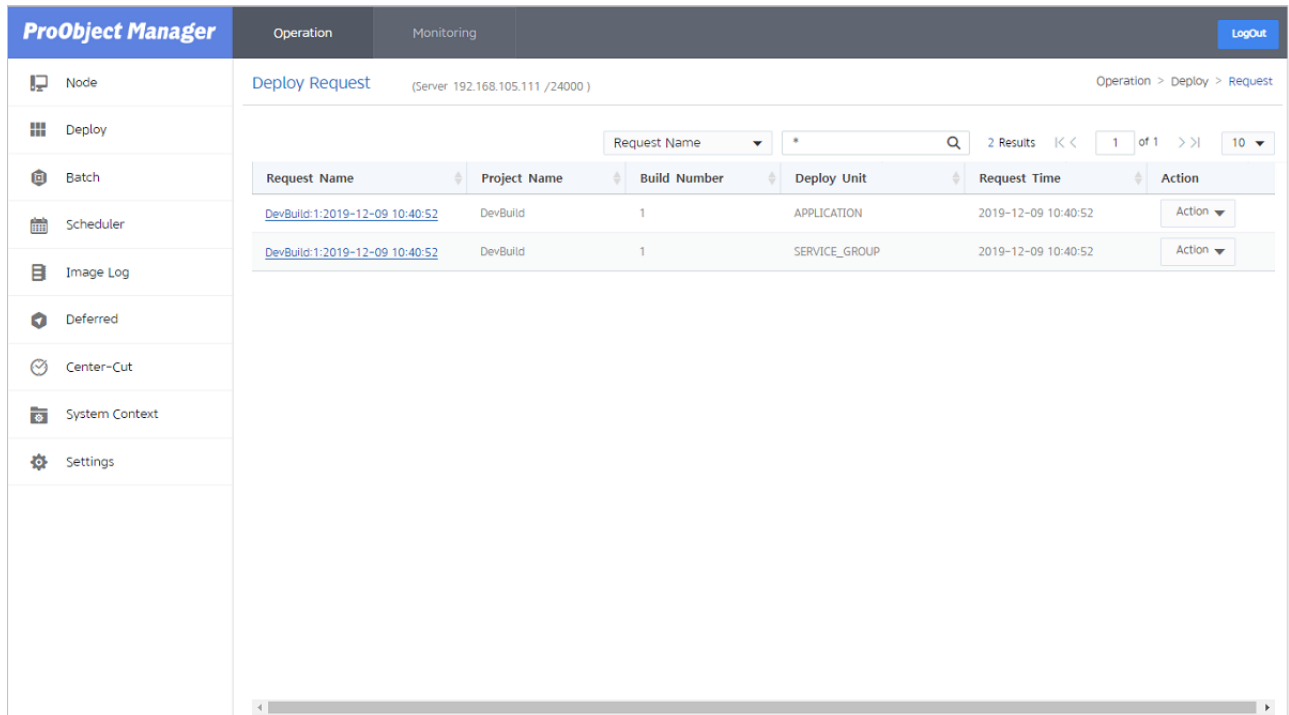 ProObject Manager
Operation
Monitoring
LogOut
Node
Deploy
Batch
Scheduler
Image Log
Deferred
Center-Cut
System Context
Settings
Deploy Request (Server 192.168.105.111 /24000 )
Operation > Deploy > Request
Request Name * 2 Results 1 of 1 10
Request Name Project Name Build Number Deploy Unit Request Time Action
DevBuild:1:2019-12-09 10:40:52 DevBuild 1 APPLICATION 2019-12-09 10:40:52 Action
DevBuild:1:2019-12-09 10:40:52 DevBuild 1 SERVICE_GROUP 2019-12-09 10:40:52 Action